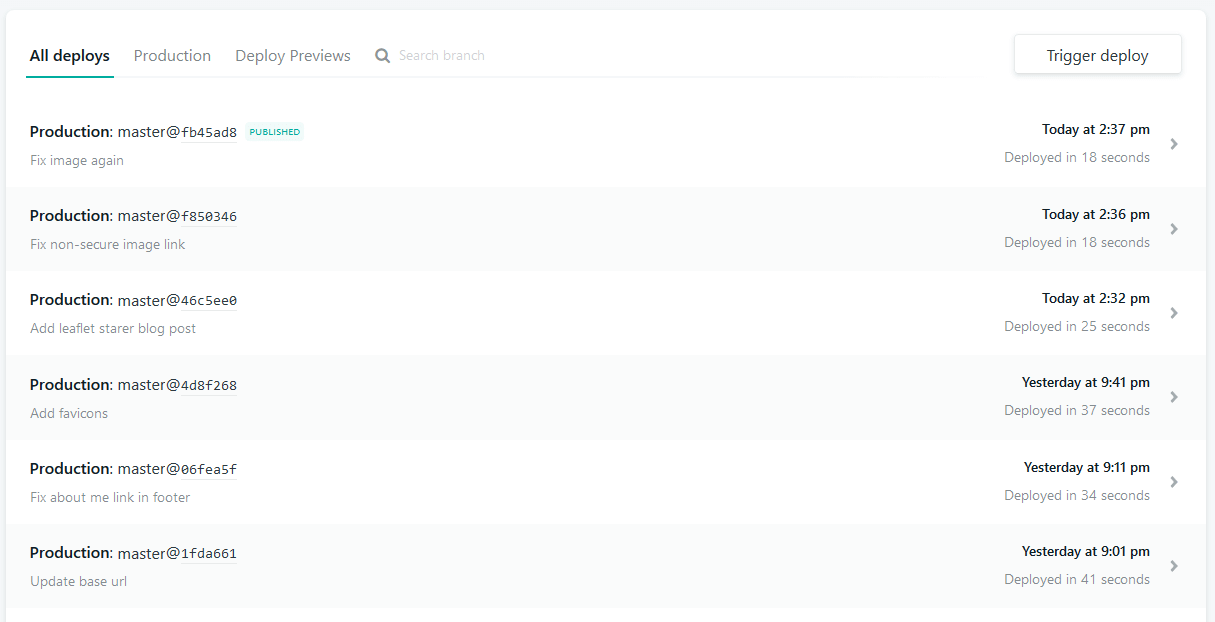 All deploys Production Deploy Previews Search branch Trigger deploy
Production: master@fb45ad8 PUBLISHED Today at 2:37 pm
Fix image again Deployed in 18 seconds
Production: master@f850346 Today at 2:36 pm
Fix non-secure image link Deployed in 18 seconds
Production: master@46c5ee0 Today at 2:32 pm
Add leaflet starer blog post Deployed in 25 seconds
Production: master@4d8f268 Yesterday at 9:41 pm
Add favicons Deployed in 37 seconds
Production: master@06fea5f Yesterday at 9:11 pm
Fix about me link in footer Deployed in 34 seconds
Production: master@1fda661 Yesterday at 9:01 pm
Update base url Deployed in 41 seconds